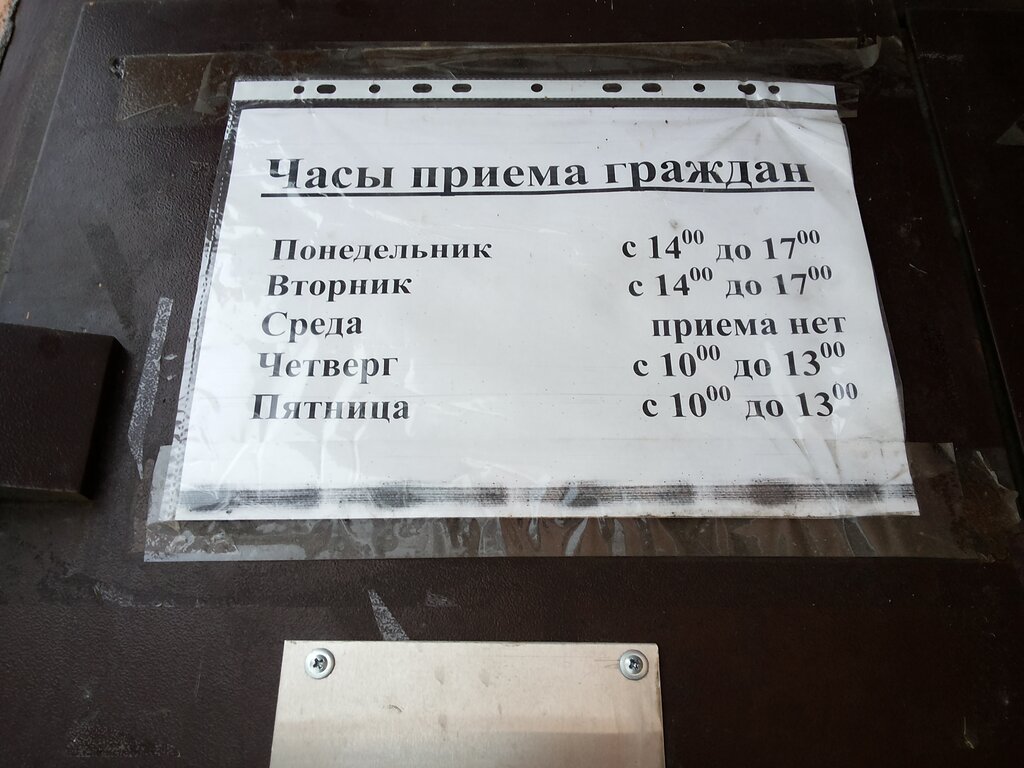 Часы приема граждан
Понедельник с 14⁰⁰ до 17⁰⁰
Вторник с 14⁰⁰ до 17⁰⁰
Среда приема нет
Четверг с 10⁰⁰ до 13⁰⁰
Пятница с 10⁰⁰ до 13⁰⁰